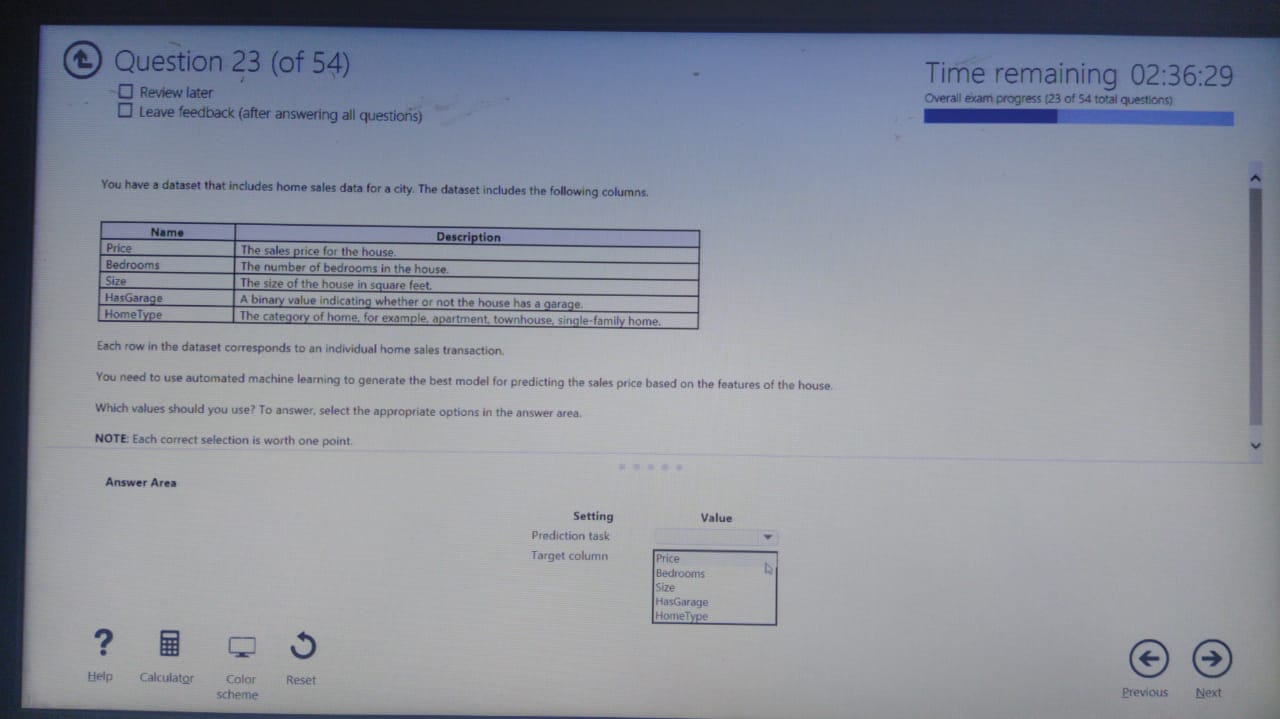 Question 23 (of 54)
Review later
Leave feedback (after answering all questions)
Time remaining 02:36:29
Overall exam progress (23 of 54 total questions)
You have a dataset that includes home sales data for a city. The dataset includes the following columns.
Name Description
Price The sales price for the house.
Bedrooms The number of bedrooms in the house.
Size The size of the house in square feet.
HasGarage A binary value indicating whether or not the house has a garage.
HomeType The category of home, for example, apartment, townhouse, single-family home.
Each row in the dataset corresponds to an individual home sales transaction.
You need to use automated machine learning to generate the best model for predicting the sales price based on the features of the house.
Which values should you use? To answer, select the appropriate options in the answer area.
NOTE: Each correct selection is worth one point.
Answer Area
Setting Value
Prediction task
Target column
Price
Bedrooms
Size
HasGarage
HomeType
? 
Help
Calculator
Color
scheme
Reset
Previous
Next